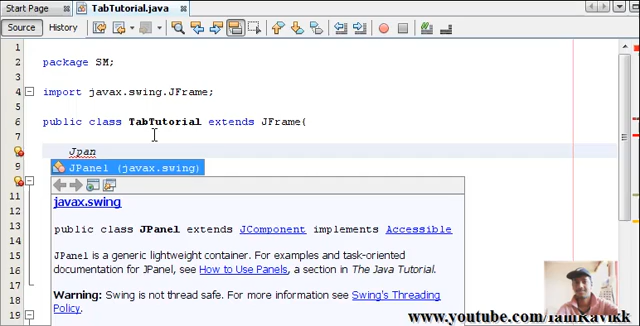 Start Page
TabTutorial.java
Source
History
1
2
package SM;
3
4
import javax.swing.JFrame;
5
6
public class TabTutorial extends JFrame{
7
Jpan
9
JPanel (javax.swing)
11
12
13
14
15
16
17
18
19
javax.swing
public class JPanel extends JComponent implements Accessible
JPanel is a generic lightweight container. For examples and task-oriented
documentation for JPanel, see How to Use Panels, a section in The Java Tutorial.
Warning: Swing is not thread safe. For more information see Swing's Threading
Policy.
www.youtube.com/IamRavikk